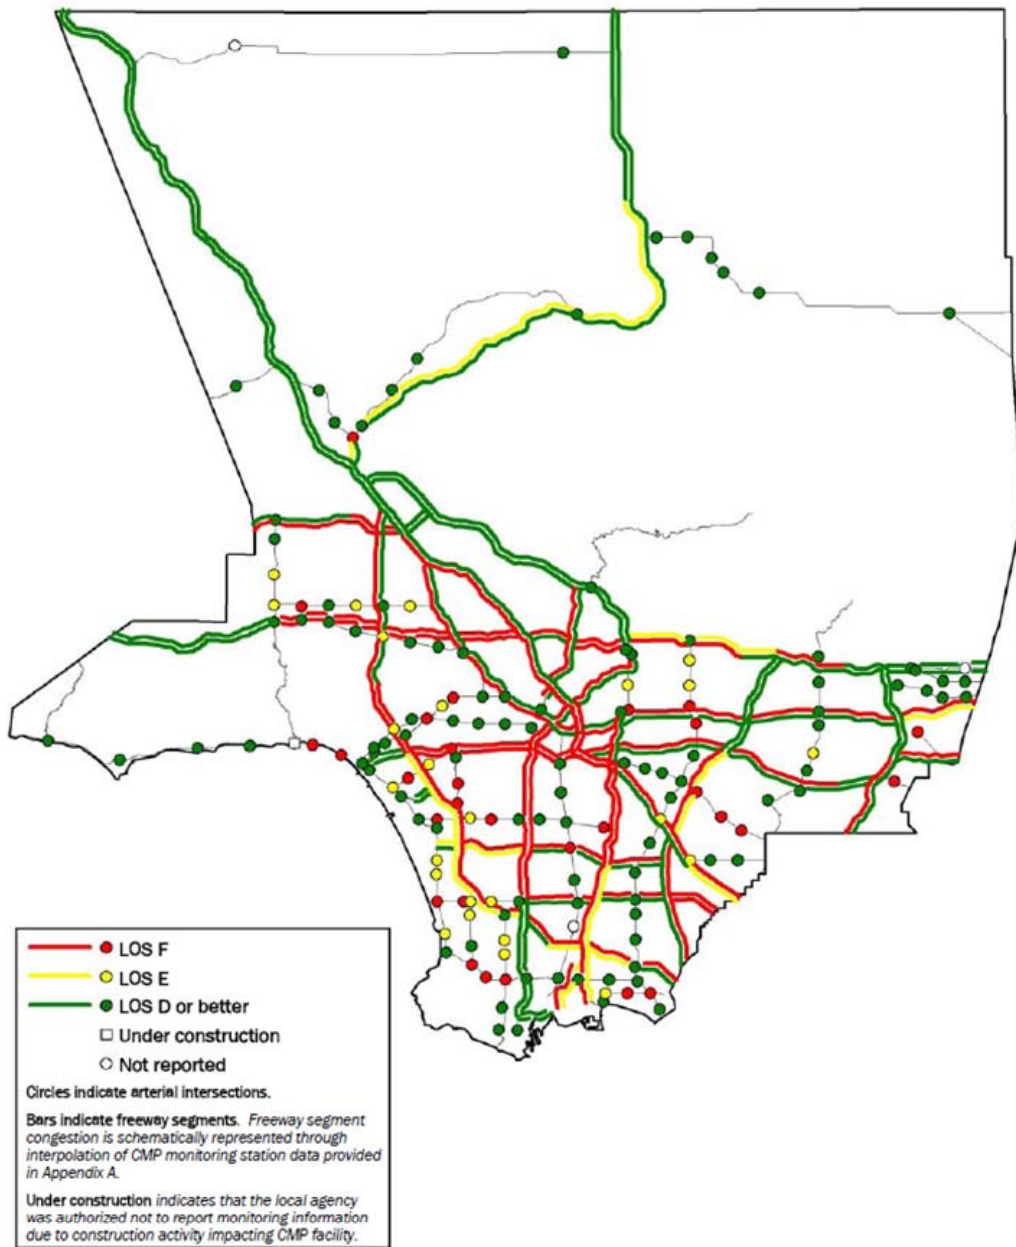 LOS F
LOS E
LOS D or better
Under construction
Not reported
Circles indicate arterial intersections.
Bars indicate freeway segments. Freeway segment
congestion is schematically represented through
interpolation of CMP monitoring station data provided
in Appendix A.
Under construction indicates that the local agency
was authorized not to report monitoring information
due to construction activity impacting CMP facility.